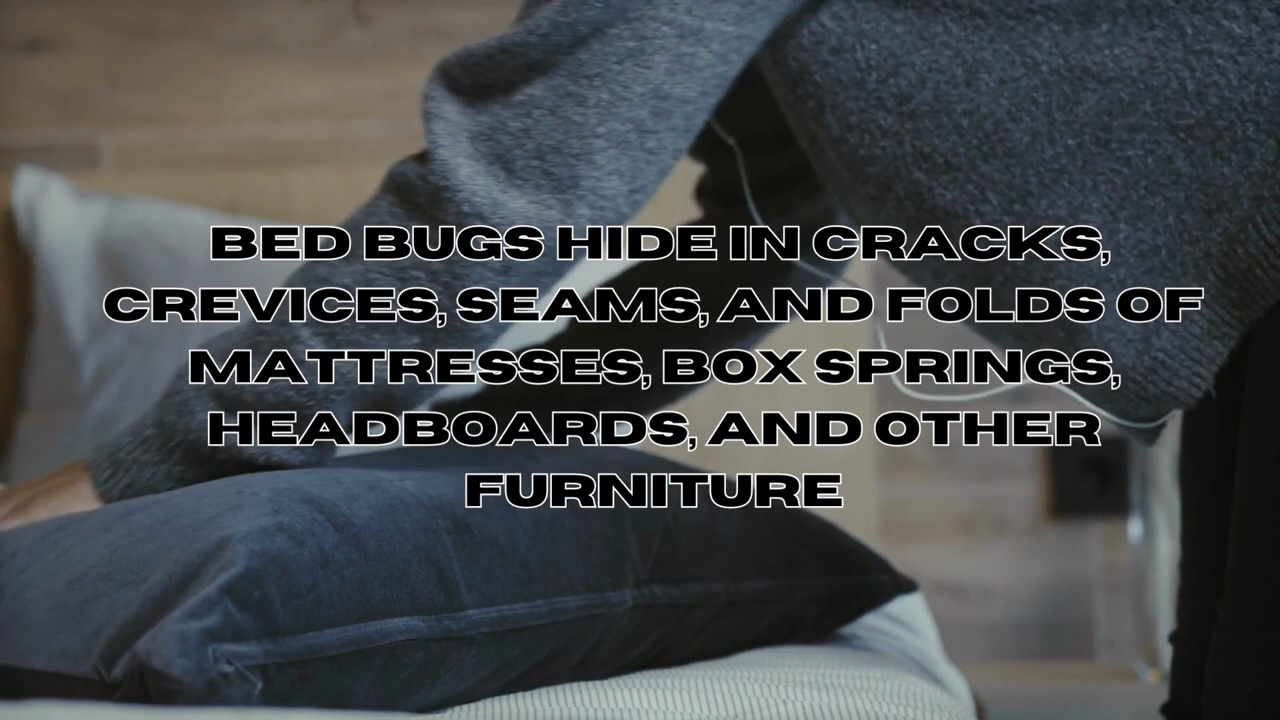 BED BUGS HIDE IN CRACKS,
CREVICES, SEAMS, AND FOLDS OF
MATTRESSES, BOX SPRINGS,
HEADBOARDS, AND OTHER
FURNITURE